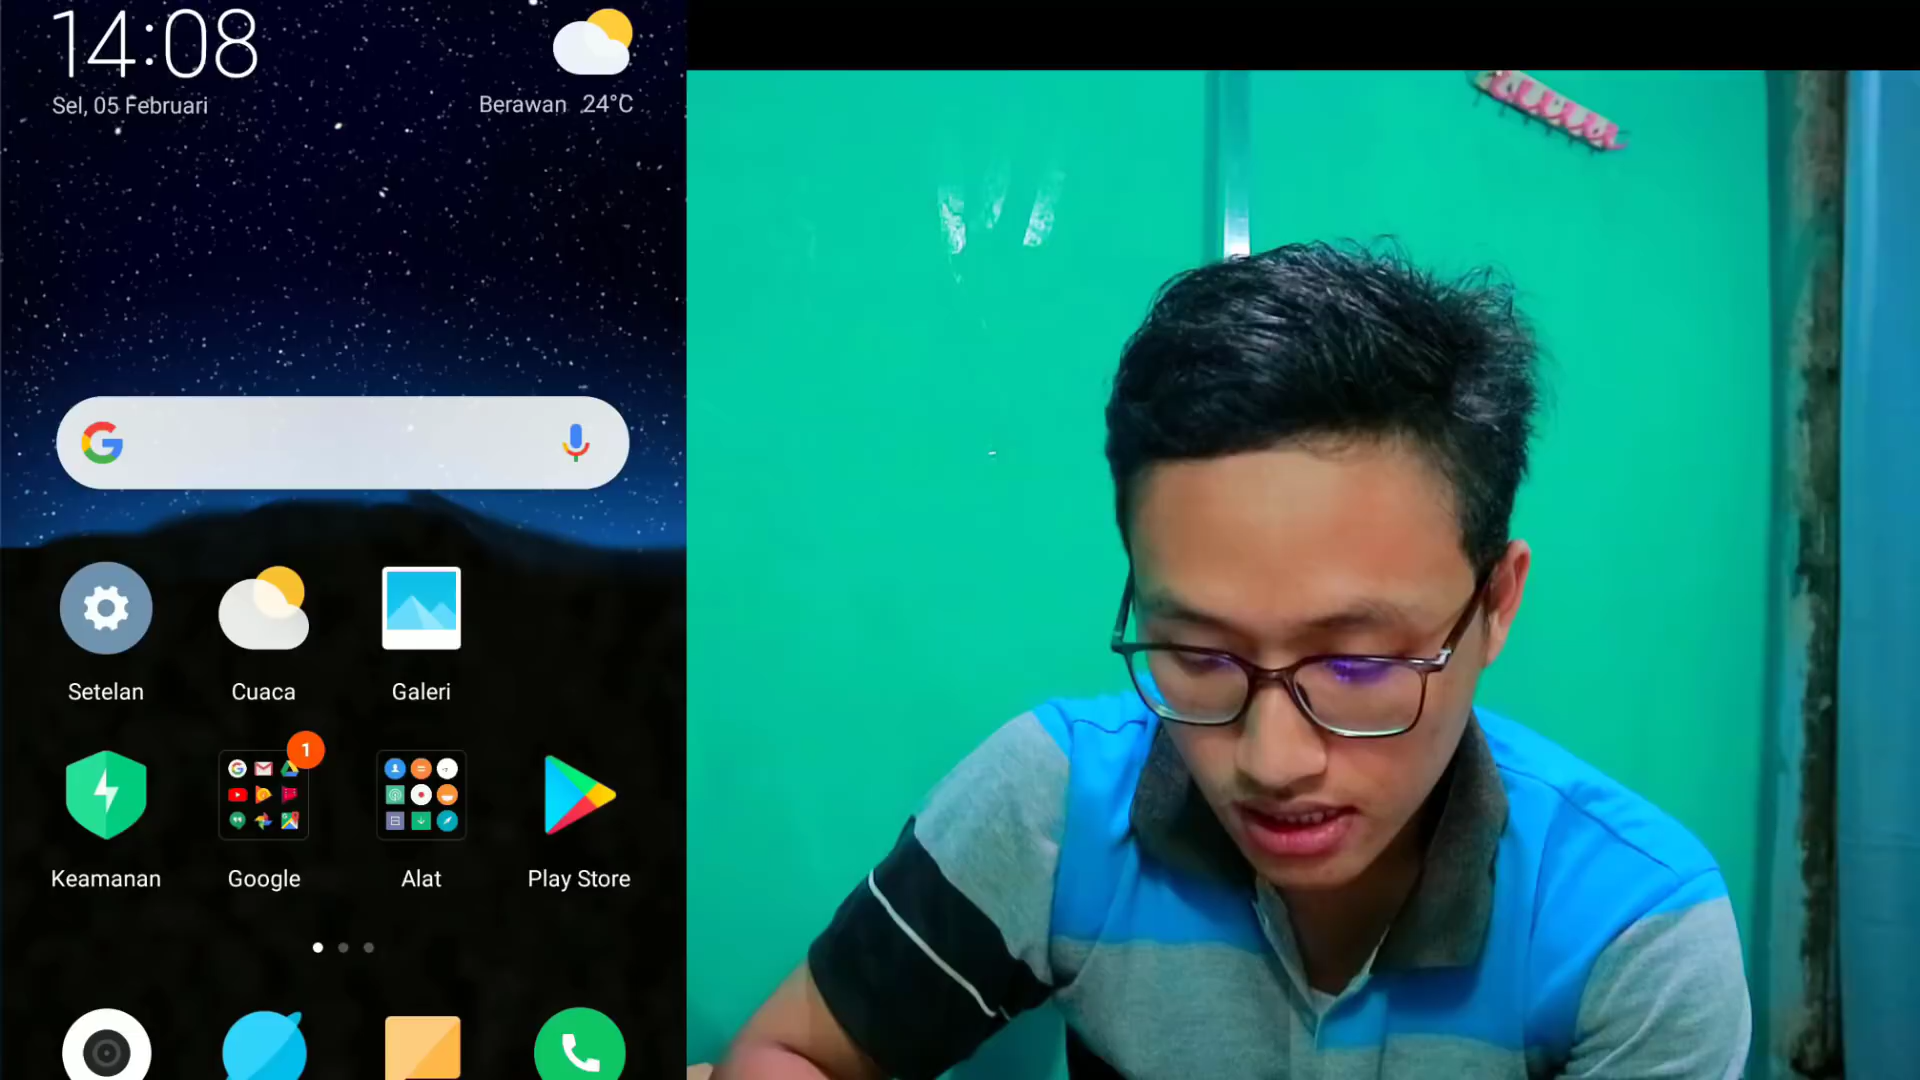 14:08
Sel, 05 Februari
Berawan 24°C
Setelan
Cuaca
Galeri
1
Keamanan
Google
Alat
Play Store